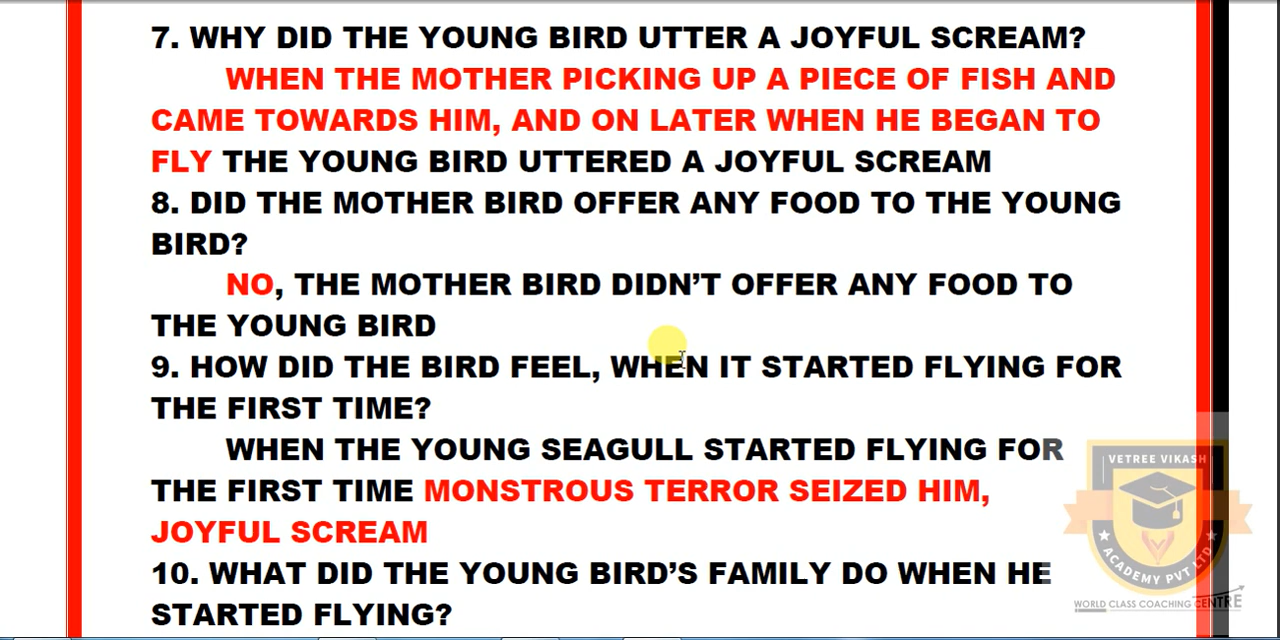 7. WHY DID THE YOUNG BIRD UTTER A JOYFUL SCREAM?
WHEN THE MOTHER PICKING UP A PIECE OF FISH AND
CAME TOWARDS HIM, AND ON LATER WHEN HE BEGAN TO
FLY THE YOUNG BIRD UTTERED A JOYFUL SCREAM
8. DID THE MOTHER BIRD OFFER ANY FOOD TO THE YOUNG
BIRD?
NO, THE MOTHER BIRD DIDN’T OFFER ANY FOOD TO
THE YOUNG BIRD
9. HOW DID THE BIRD FEEL, WHEN IT STARTED FLYING FOR
THE FIRST TIME?
WHEN THE YOUNG SEAGULL STARTED FLYING FOR
THE FIRST TIME MONSTROUS TERROR SEIZED HIM,
JOYFUL SCREAM
10. WHAT DID THE YOUNG BIRD’S FAMILY DO WHEN HE
STARTED FLYING?
VETREE VIKASH
ACADEMY PVT LTD
WORLD CLASS COACHING CENTRE